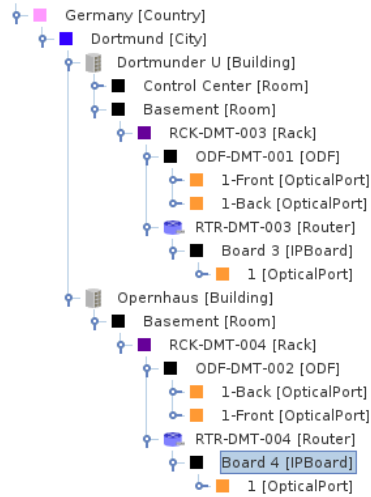 Germany [Country]
Dortmund [City]
Dortmunder U [Building]
Control Center [Room]
Basement [Room]
RCK-DMT-003 [Rack]
ODF-DMT-001 [ODF]
1-Front [OpticalPort]
1-Back [OpticalPort]
RTR-DMT-003 [Router]
Board 3 [IPBoard]
1 [OpticalPort]
Opernhaus [Building]
Basement [Room]
RCK-DMT-004 [Rack]
ODF-DMT-002 [ODF]
1-Back [OpticalPort]
1-Front [OpticalPort]
RTR-DMT-004 [Router]
Board 4 [IPBoard]
1 [OpticalPort]